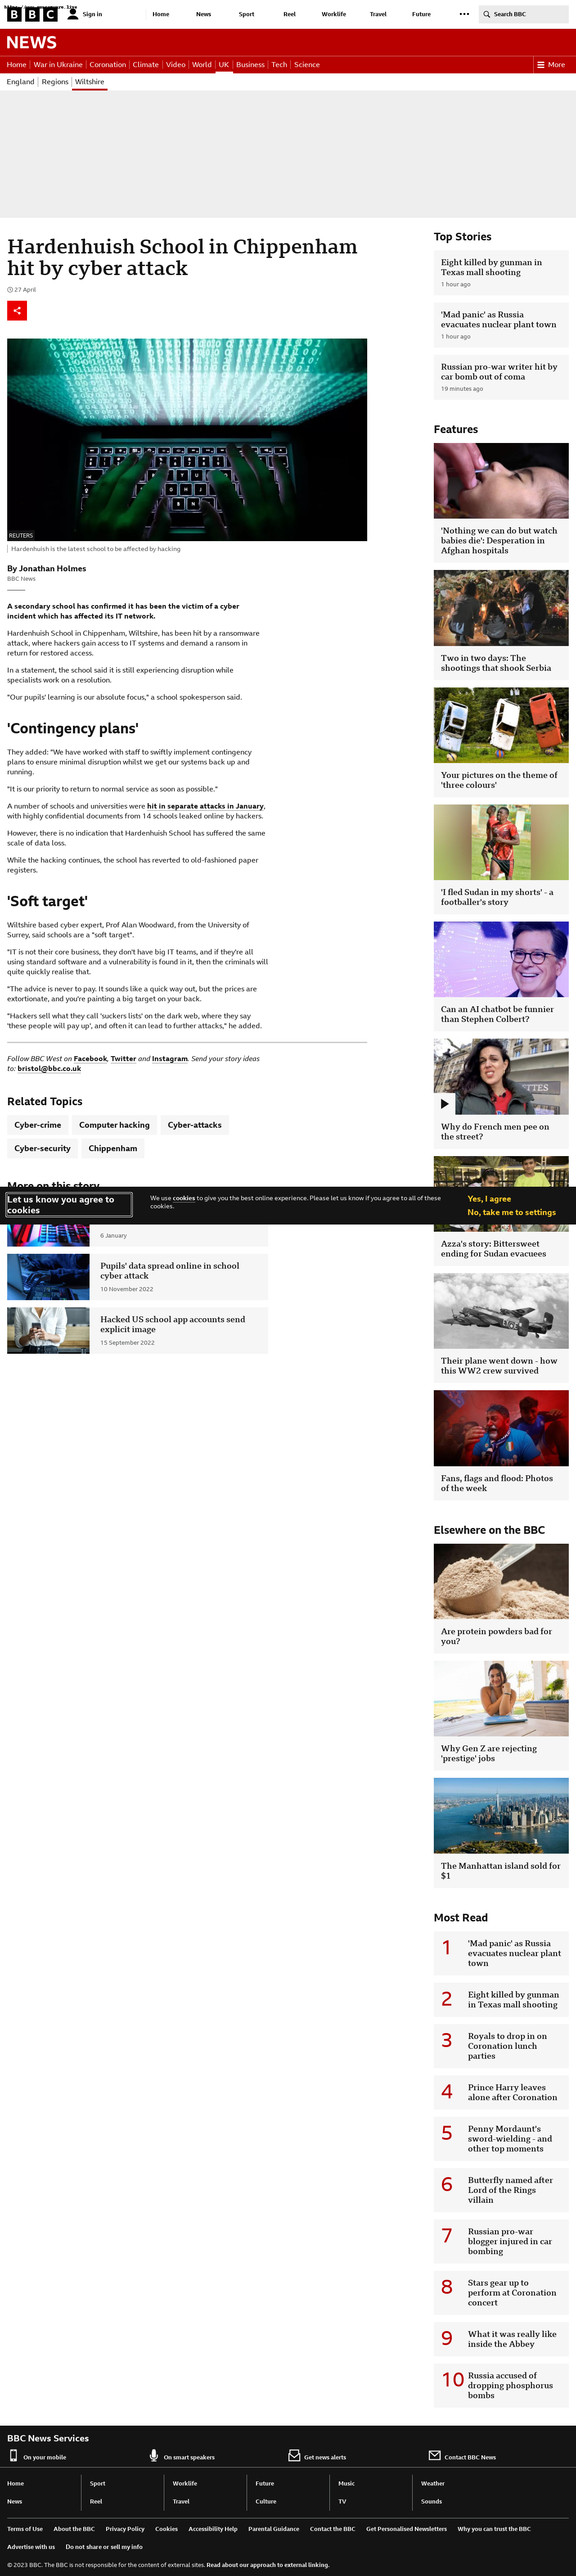 BBC
Sign in
Home
News
Sport
Reel
Worklife
Travel
Future
Search BBC
NEWS
Home
War in Ukraine
Coronation
Climate
Video
World
UK
Business
Tech
Science
More
England
Regions
Wiltshire
Hardenhuish School in Chippenham
hit by cyber attack
27 April
REUTERS
Hardenhuish is the latest school to be affected by hacking
By Jonathan Holmes
BBC News
A secondary school has confirmed it has been the victim of a cyber
incident which has affected its IT network.
Hardenhuish School in Chippenham, Wiltshire, has been hit by a ransomware
attack, where hackers gain access to IT systems and demand a ransom in
return for restored access.
In a statement, the school said it is still experiencing disruption while
specialists work on a resolution.
"Our pupils' learning is our absolute focus," a school spokesperson said.
'Contingency plans'
They added: "We have worked with staff to swiftly implement contingency
plans to ensure minimal disruption whilst we get our systems back up and
running.
"It is our priority to return to normal service as soon as possible."
A number of schools and universities were hit in separate attacks in January,
with highly confidential documents from 14 schools leaked online by hackers.
However, there is no indication that Hardenhuish School has suffered the same
scale of data loss.
While the hacking continues, the school has reverted to old-fashioned paper
registers.
'Soft target'
Wiltshire based cyber expert, Prof Alan Woodward, from the University of
Surrey, said schools are a "soft target".
"IT is not their core business, they don't have big IT teams, and if they're all
using standard software and a vulnerability is found in it, then the criminals will
quite quickly realise that.
"The advice is never to pay. It sounds like a quick way out, but the prices are
extortionate, and you're painting a big target on your back.
"Hackers sell what they call 'suckers lists' on the dark web, where they say
'these people will pay up', and often it can lead to further attacks," he added.
Follow BBC West on Facebook, Twitter and Instagram. Send your story ideas
to: bristol@bbc.co.uk
Related Topics
Cyber-crime
Computer hacking
Cyber-attacks
Cyber-security
Chippenham
More on this story
Let us know you agree to
cookies
We use cookies to give you the best online experience. Please let us know if you agree to all of these
cookies.
Yes, I agree
No, take me to settings
6 January
Pupils' data spread online in school
cyber attack
10 November 2022
Hacked US school app accounts send
explicit image
15 September 2022
Top Stories
Eight killed by gunman in
Texas mall shooting
1 hour ago
'Mad panic' as Russia
evacuates nuclear plant town
1 hour ago
Russian pro-war writer hit by
car bomb out of coma
19 minutes ago
Features
'Nothing we can do but watch
babies die': Desperation in
Afghan hospitals
Two in two days: The
shootings that shook Serbia
Your pictures on the theme of
'three colours'
'I fled Sudan in my shorts' - a
footballer's story
Can an AI chatbot be funnier
than Stephen Colbert?
Why do French men pee on
the street?
Azza's story: Bittersweet
ending for Sudan evacuees
Their plane went down - how
this WW2 crew survived
Fans, flags and flood: Photos
of the week
Elsewhere on the BBC
Are protein powders bad for
you?
Why Gen Z are rejecting
'prestige' jobs
The Manhattan island sold for
$1
Most Read
1
'Mad panic' as Russia
evacuates nuclear plant
town
2
Eight killed by gunman
in Texas mall shooting
3
Royals to drop in on
Coronation lunch
parties
4
Prince Harry leaves
alone after Coronation
5
Penny Mordaunt's
sword-wielding - and
other top moments
6
Butterfly named after
Lord of the Rings
villain
7
Russian pro-war
blogger injured in car
bombing
8
Stars gear up to
perform at Coronation
concert
9
What it was really like
inside the Abbey
10
Russia accused of
dropping phosphorus
bombs
BBC News Services
On your mobile
On smart speakers
Get news alerts
Contact BBC News
Home
Sport
Worklife
Future
Music
Weather
News
Reel
Travel
Culture
TV
Sounds
Terms of Use
About the BBC
Privacy Policy
Cookies
Accessibility Help
Parental Guidance
Contact the BBC
Get Personalised Newsletters
Why you can trust the BBC
Advertise with us
Do not share or sell my info
© 2023 BBC. The BBC is not responsible for the content of external sites. Read about our approach to external linking.